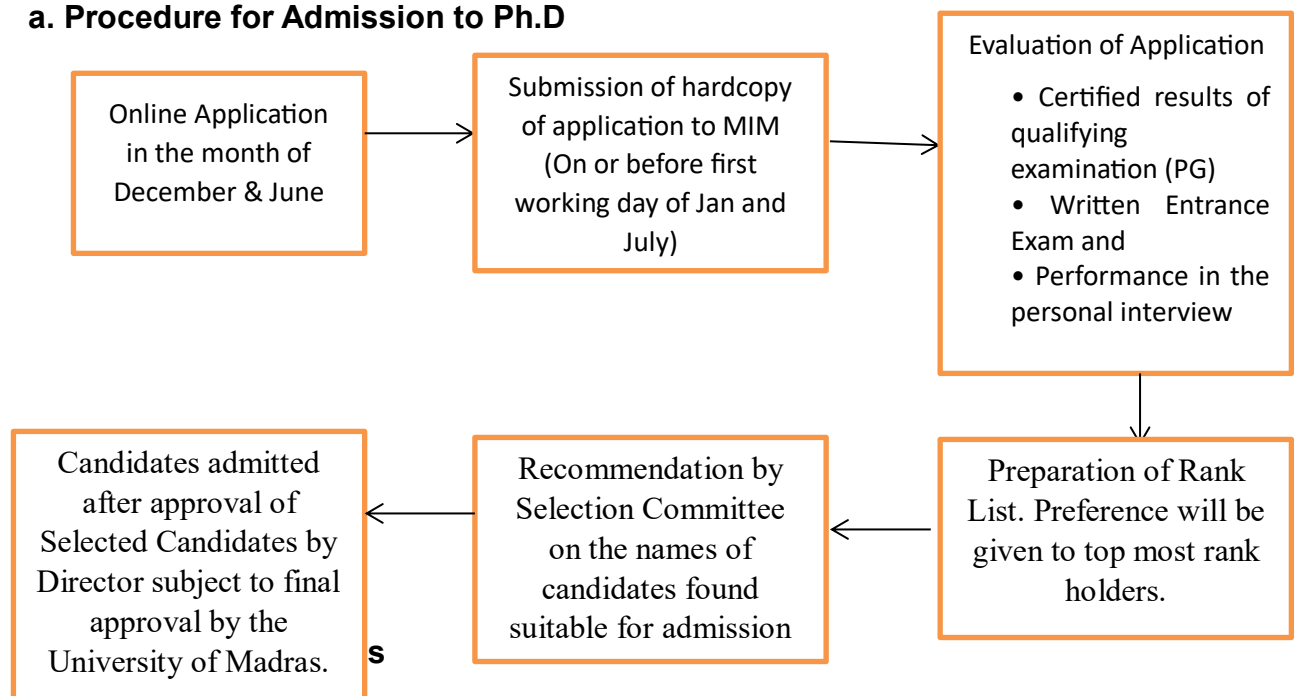 a. Procedure for Admission to Ph.D
Online Application
in the month of
December & June
Submission of hardcopy
of application to MIM
(On or before first
working day of Jan and
July)
Evaluation of Application
• Certified results of
qualifying
examination (PG)
• Written Entrance
Exam and
• Performance in the
personal interview
Preparation of Rank
List. Preference will be
given to top most rank
holders.
Recommendation by
Selection Committee
on the names of
candidates found
suitable for admission
Candidates admitted
after approval of
Selected Candidates by
Director subject to final
approval by the
University of Madras.
s